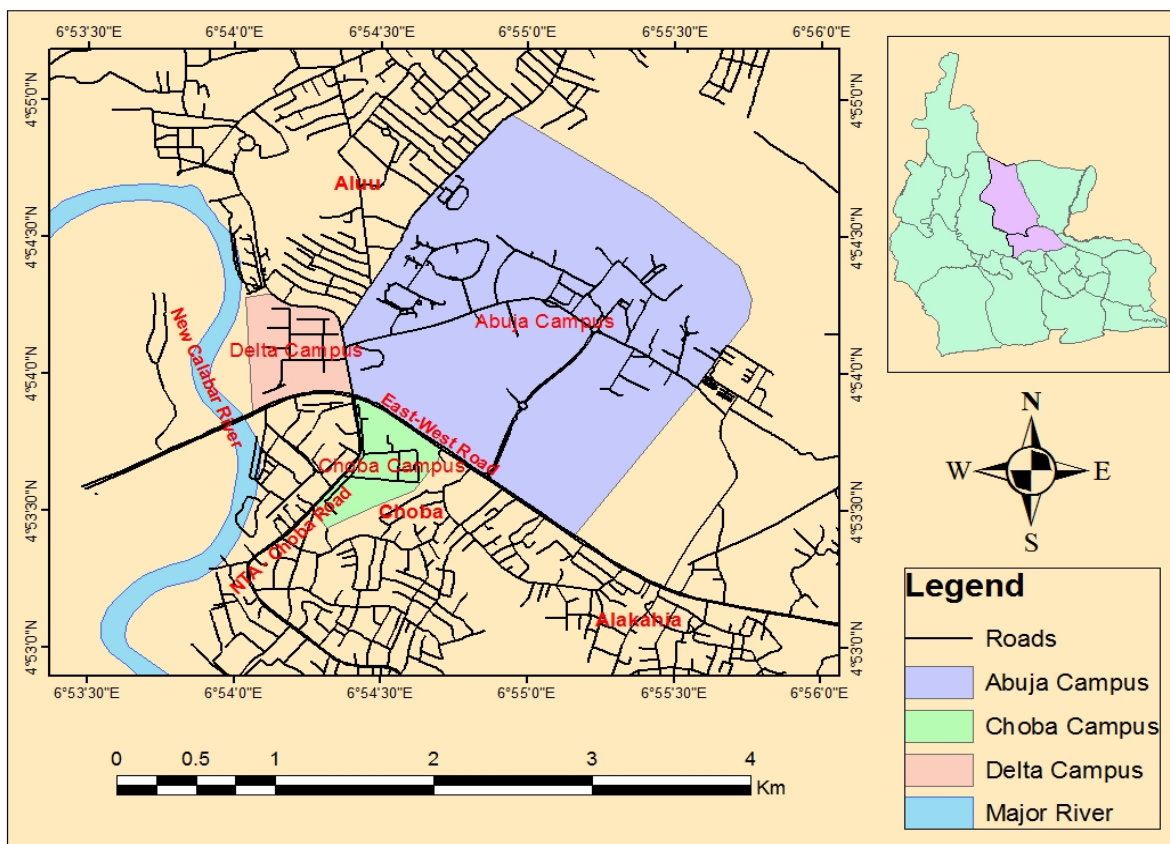 6°53'30"E 6°54'0"E 6°54'30"E 6°55'0"E 6°55'30"E 6°56'0"E
4°55'0"N 4°55'0"N
Aluu
4°54'30"N 4°54'30"N
Abuja Campus
Delta Campus
New Calabar River
4°54'0"N 4°54'0"N
East-West Road
Choba Campus
NTA - Choba Road
Choba
4°53'30"N 4°53'30"N
Alakahia
4°53'0"N 4°53'0"N
6°53'30"E 6°54'0"E 6°54'30"E 6°55'0"E 6°55'30"E 6°56'0"E
0 0.5 1 2 3 4
Km
N
W E
S
Legend
Roads
Abuja Campus
Choba Campus
Delta Campus
Major River